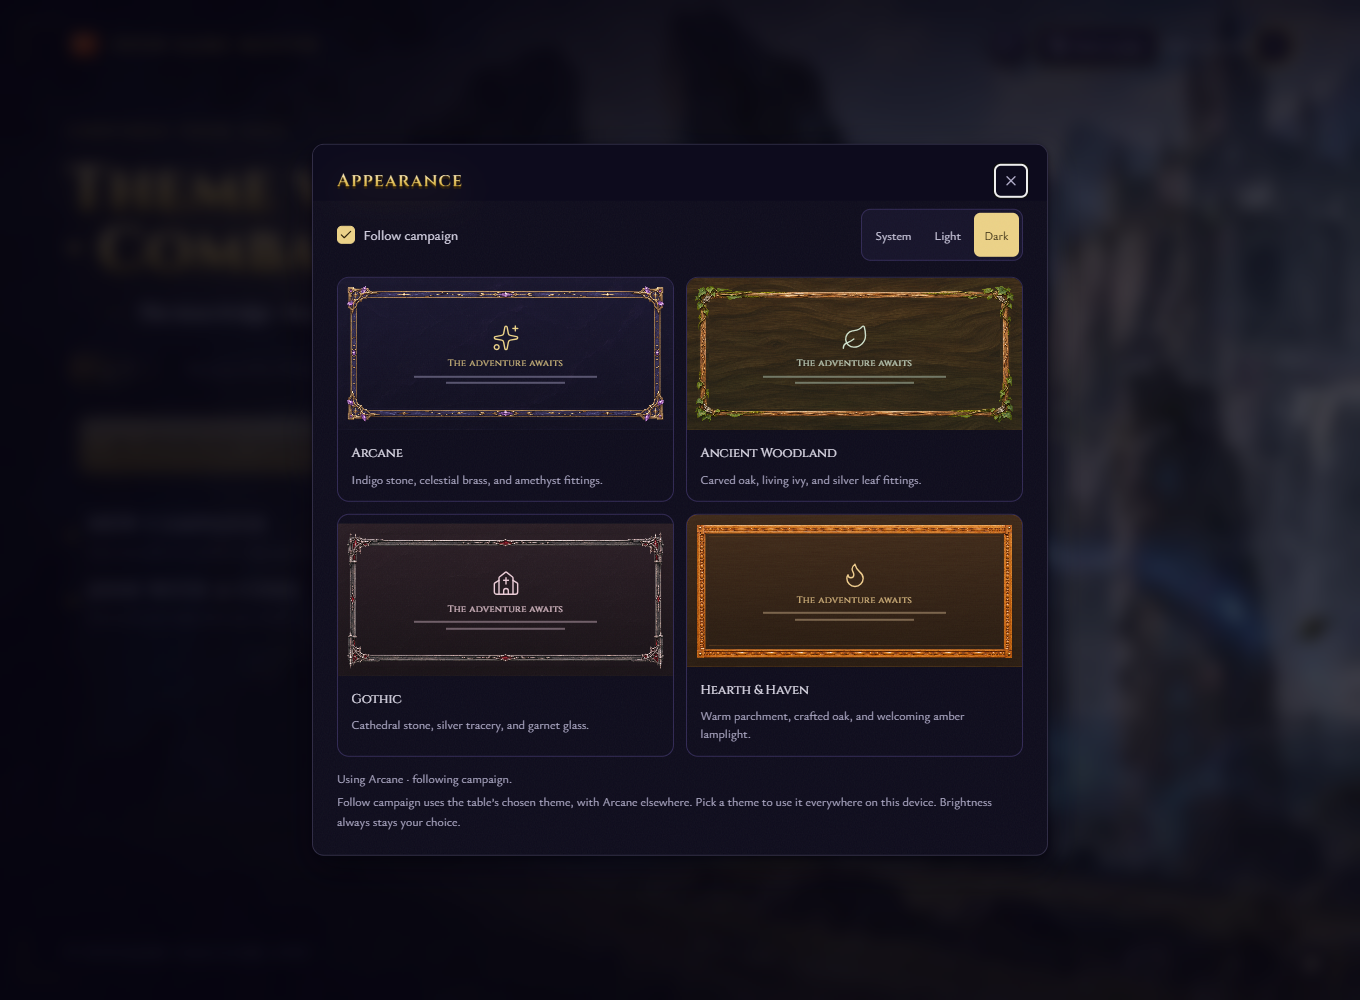 Theme
Appearance
Follow campaign
System
Light
Dark
The adventure awaits
Arcane
Indigo stone, celestial brass, and amethyst fittings.
The adventure awaits
Ancient Woodland
Carved oak, living ivy, and silver leaf fittings.
The adventure awaits
Gothic
Cathedral stone, silver tracery, and garnet glass.
The adventure awaits
Hearth & Haven
Warm parchment, crafted oak, and welcoming amber
lamplight.
Using Arcane · following campaign.
Follow campaign uses the table's chosen theme, with Arcane elsewhere. Pick a theme to use it everywhere on this device. Brightness
always stays your choice.